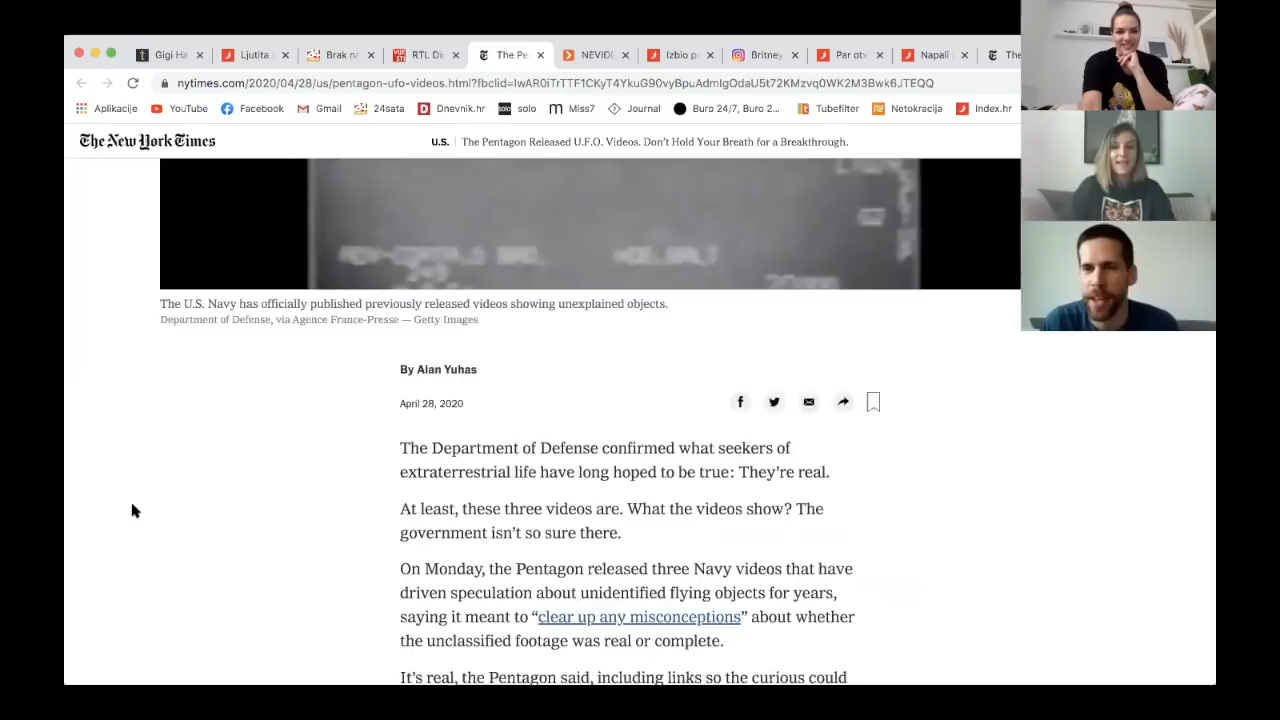 Gigi Ha
Ljutita i
Brak na
RTL Di
The Pe
NEVIDE
Izbio p
Britney
Par otv
Napali
The
nytimes.com/2020/04/28/us/pentagon-ufo-videos.html?fbclid=IwAR0iTrTTF1CKyT4YkuG90vyBpuAdmIgOdaU5t72KMzvq0WK2M3Bwk6JTEQQ
Aplikacije YouTube Facebook Gmail 24sata Dnevnik.hr solo Miss7 Journal Buro 24/7, Buro 2... Tubefilter Netokracija Index.hr
The New York Times
U.S. | The Pentagon Released U.F.O. Videos. Don't Hold Your Breath for a Breakthrough.
The U.S. Navy has officially published previously released videos showing unexplained objects.
Department of Defense, via Agence France-Presse — Getty Images
By Alan Yuhas
April 28, 2020
The Department of Defense confirmed what seekers of
extraterrestrial life have long hoped to be true: They're real.
At least, these three videos are. What the videos show? The
government isn't so sure there.
On Monday, the Pentagon released three Navy videos that have
driven speculation about unidentified flying objects for years,
saying it meant to “clear up any misconceptions” about whether
the unclassified footage was real or complete.
It's real, the Pentagon said, including links so the curious could